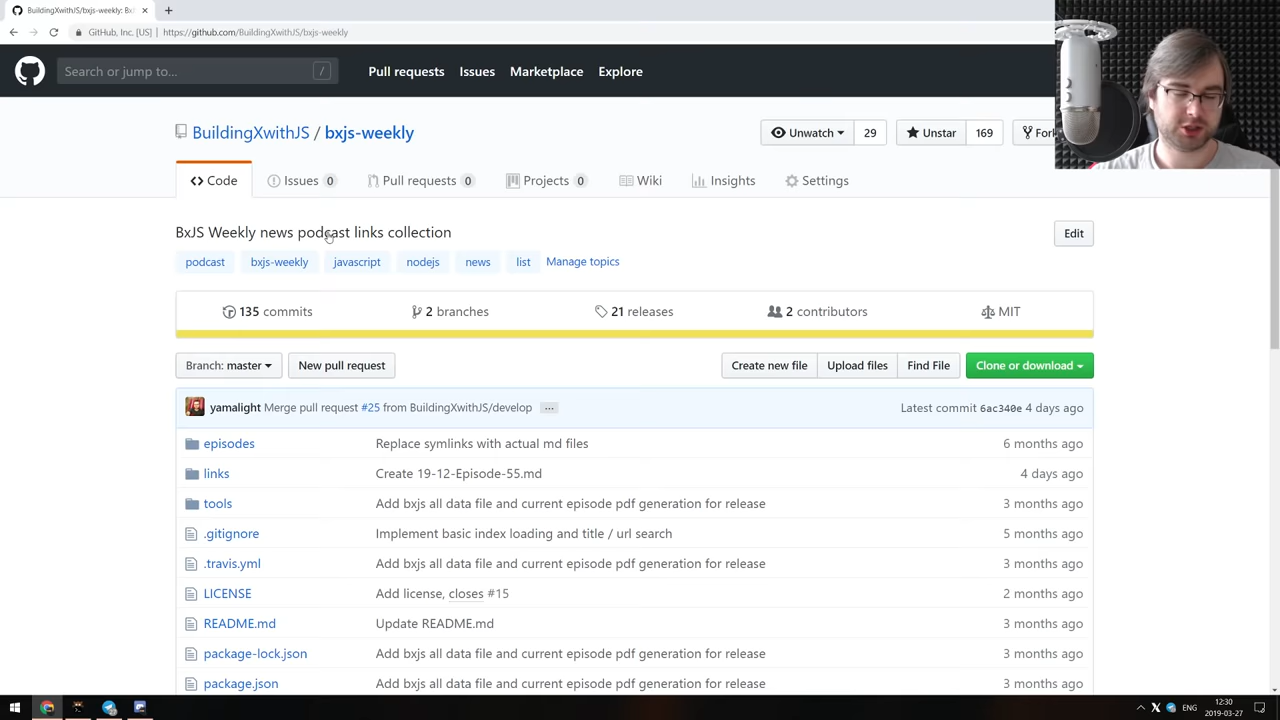 BuildingXwithJS/bxjs-weekly: Bx
GitHub, Inc. [US] https://github.com/BuildingXwithJS/bxjs-weekly
Search or jump to... /
Pull requests Issues Marketplace Explore
BuildingXwithJS / bxjs-weekly
Unwatch 29 Unstar 169 Fork
Code Issues 0 Pull requests 0 Projects 0 Wiki Insights Settings
BxJS Weekly news podcast links collection
Edit
podcast bxjs-weekly javascript nodejs news list Manage topics
135 commits 2 branches 21 releases 2 contributors MIT
Branch: master New pull request Create new file Upload files Find File Clone or download
yamalight Merge pull request #25 from BuildingXwithJS/develop ... Latest commit 6ac340e 4 days ago
episodes Replace symlinks with actual md files 6 months ago
links Create 19-12-Episode-55.md 4 days ago
tools Add bxjs all data file and current episode pdf generation for release 3 months ago
.gitignore Implement basic index loading and title / url search 5 months ago
.travis.yml Add bxjs all data file and current episode pdf generation for release 3 months ago
LICENSE Add license, closes #15 2 months ago
README.md Update README.md 3 months ago
package-lock.json Add bxjs all data file and current episode pdf generation for release 3 months ago
package.json Add bxjs all data file and current episode pdf generation for release 3 months ago
ENG 12:30
2019-03-27